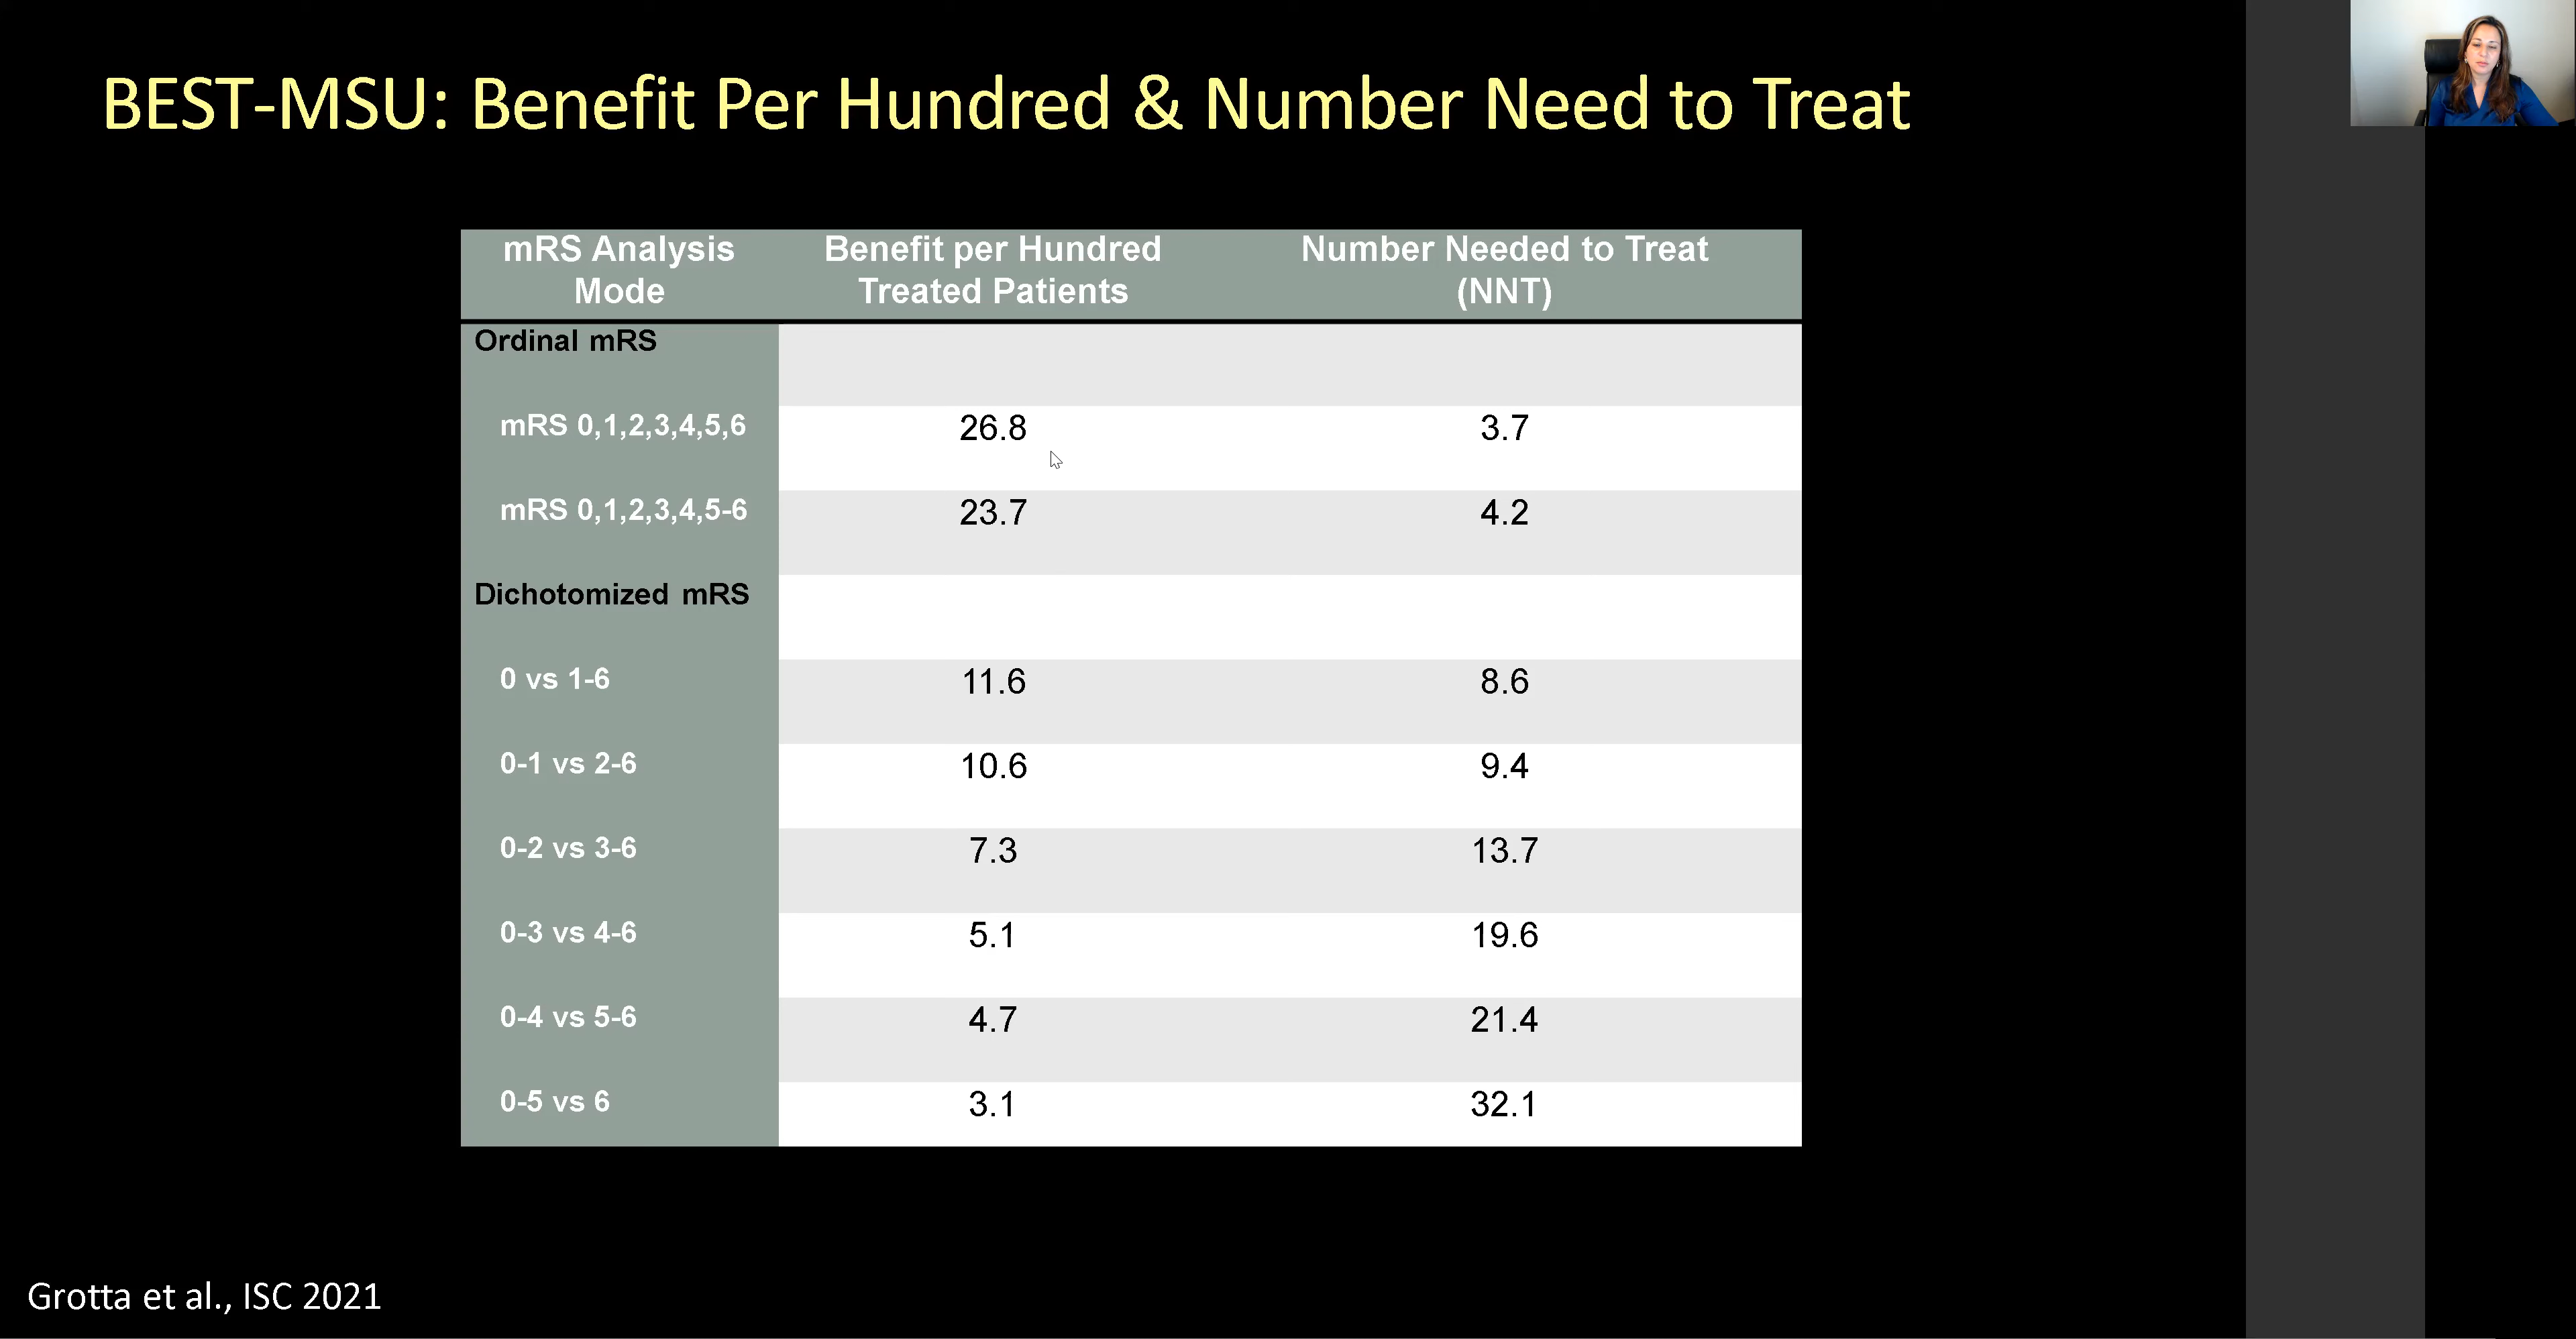 BEST-MSU: Benefit Per Hundred & Number Need to Treat
mRS Analysis Mode Benefit per Hundred Treated Patients Number Needed to Treat (NNT)
Ordinal mRS
mRS 0,1,2,3,4,5,6 26.8 3.7
mRS 0,1,2,3,4,5-6 23.7 4.2
Dichotomized mRS
0 vs 1-6 11.6 8.6
0-1 vs 2-6 10.6 9.4
0-2 vs 3-6 7.3 13.7
0-3 vs 4-6 5.1 19.6
0-4 vs 5-6 4.7 21.4
0-5 vs 6 3.1 32.1
Grotta et al., ISC 2021